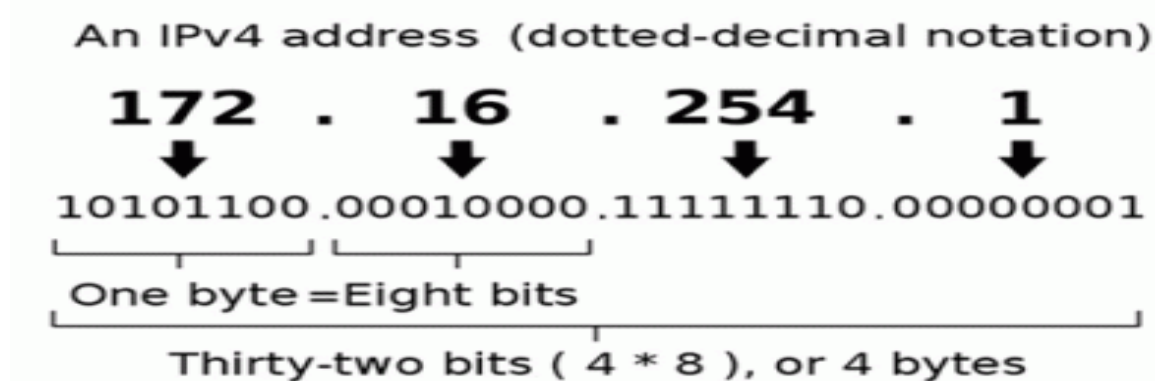 An IPv4 address (dotted-decimal notation)
172 . 16 . 254 . 1
10101100.00010000.11111110.00000001
One byte=Eight bits
Thirty-two bits ( 4 * 8 ), or 4 bytes